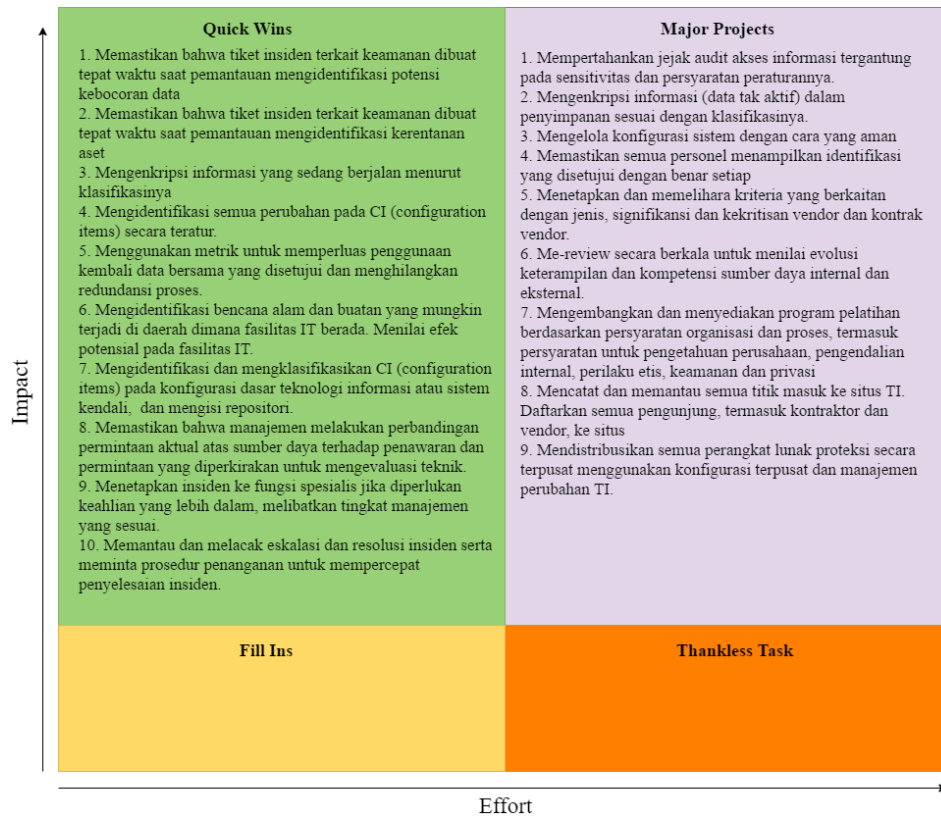 Quick Wins
1. Memastikan bahwa tiket insiden terkait keamanan dibuat
tepat waktu saat pemantauan mengidentifikasi potensi
kebocoran data
2. Memastikan bahwa tiket insiden terkait keamanan dibuat
tepat waktu saat pemantauan mengidentifikasi kerentanan
aset
3. Mengenkripsi informasi yang sedang berjalan menurut
klasifikasinya
4. Mengidentifikasi semua perubahan pada CI (configuration
items) secara teratur.
5. Menggunakan metrik untuk memperluas penggunaan
kembali data bersama yang disetujui dan menghilangkan
redundansi proses.
6. Mengidentifikasi bencana alam dan buatan yang mungkin
terjadi di daerah dimana fasilitas IT berada. Menilai efek
potensial pada fasilitas IT.
7. Mengidentifikasi dan mengklasifikasikan CI (configuration
items) pada konfigurasi dasar teknologi informasi atau sistem
kendali, dan mengisi repositori.
8. Memastikan bahwa manajemen melakukan perbandingan
permintaan aktual atas sumber daya terhadap penawaran dan
permintaan yang diperkirakan untuk mengevaluasi teknik.
9. Menetapkan insiden ke fungsi spesialis jika diperlukan
keahlian yang lebih dalam, melibatkan tingkat manajemen
yang sesuai.
10. Memantau dan melacak eskalasi dan resolusi insiden serta
meminta prosedur penanganan untuk mempercepat
penyelesaian insiden.
Major Projects
1. Mempertahankan jejak audit akses informasi tergantung
pada sensitivitas dan persyaratan peraturannya.
2. Mengenkripsi informasi (data tak aktif) dalam
penyimpanan sesuai dengan klasifikasinya.
3. Mengelola konfigurasi sistem dengan cara yang aman
4. Memastikan semua personel menampilkan identifikasi
yang disetujui dengan benar setiap
5. Menetapkan dan memelihara kriteria yang berkaitan
dengan jenis, signifikansi dan kekritisan vendor dan kontrak
vendor.
6. Me-review secara berkala untuk menilai evolusi
keterampilan dan kompetensi sumber daya internal dan
eksternal.
7. Mengembangkan dan menyediakan program pelatihan
berdasarkan persyaratan organisasi dan proses, termasuk
persyaratan untuk pengetahuan perusahaan, pengendalian
internal, perilaku etis, keamanan dan privasi
8. Mencatat dan memantau semua titik masuk ke situs TI.
Daftarkan semua pengunjung, termasuk kontraktor dan
vendor, ke situs
9. Mendistribusikan semua perangkat lunak proteksi secara
terpusat menggunakan konfigurasi terpusat dan manajemen
perubahan TI.
Impact
Fill Ins
Thankless Task
Effort